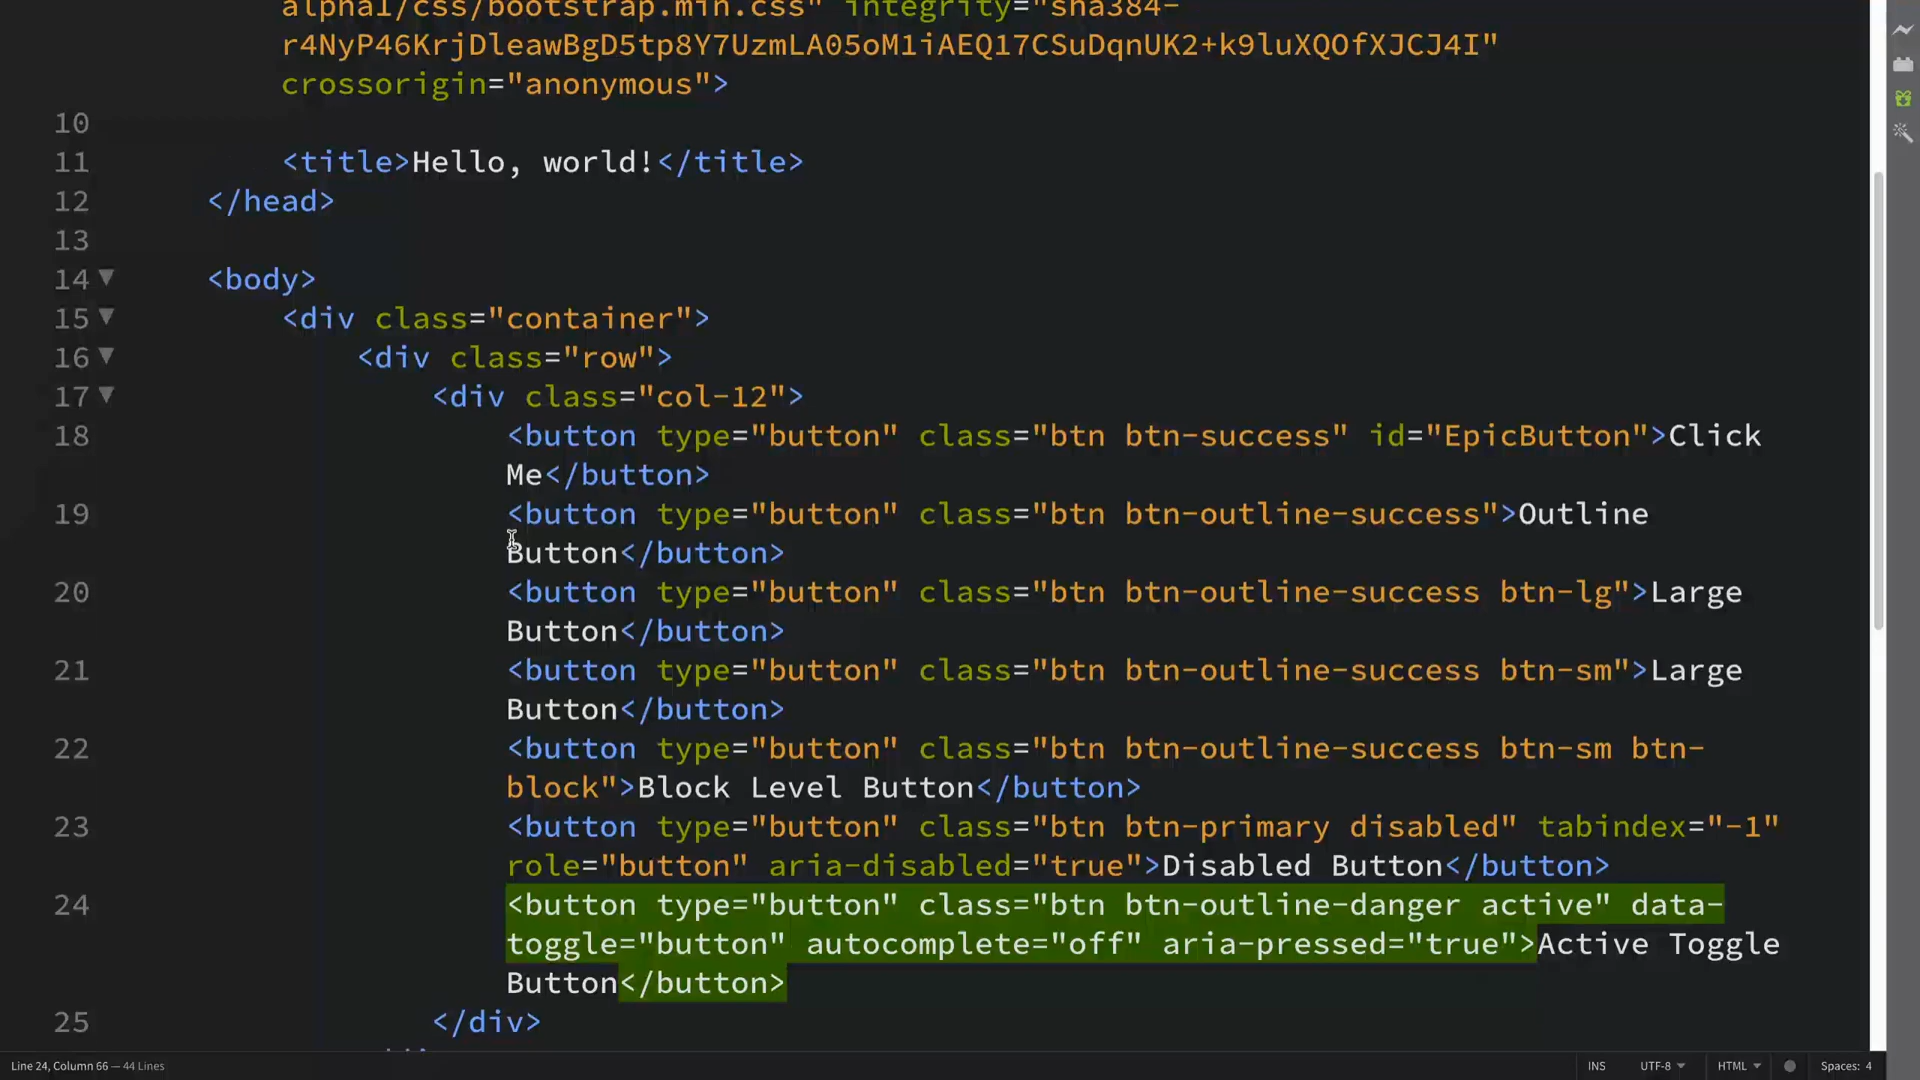 alpha1/css/bootstrap.min.css" integrity="sha384-
r4NyP46KrjDleawBgD5tp8Y7UzmLA05oM1iAEQ17CSuDqnUK2+k9luXQOfXJCJ4I"
crossorigin="anonymous">
10
11 <title>Hello, world!</title>
12 </head>
13
14 <body>
15 <div class="container">
16 <div class="row">
17 <div class="col-12">
18 <button type="button" class="btn btn-success" id="EpicButton">Click
Me</button>
19 <button type="button" class="btn btn-outline-success">Outline
Button</button>
20 <button type="button" class="btn btn-outline-success btn-lg">Large
Button</button>
21 <button type="button" class="btn btn-outline-success btn-sm">Large
Button</button>
22 <button type="button" class="btn btn-outline-success btn-sm btn-
block">Block Level Button</button>
23 <button type="button" class="btn btn-primary disabled" tabindex="-1"
role="button" aria-disabled="true">Disabled Button</button>
24 <button type="button" class="btn btn-outline-danger active" data-
toggle="button" autocomplete="off" aria-pressed="true">Active Toggle
Button</button>
25 </div>
Line 24, Column 66 — 44 Lines INS UTF-8 HTML Spaces: 4